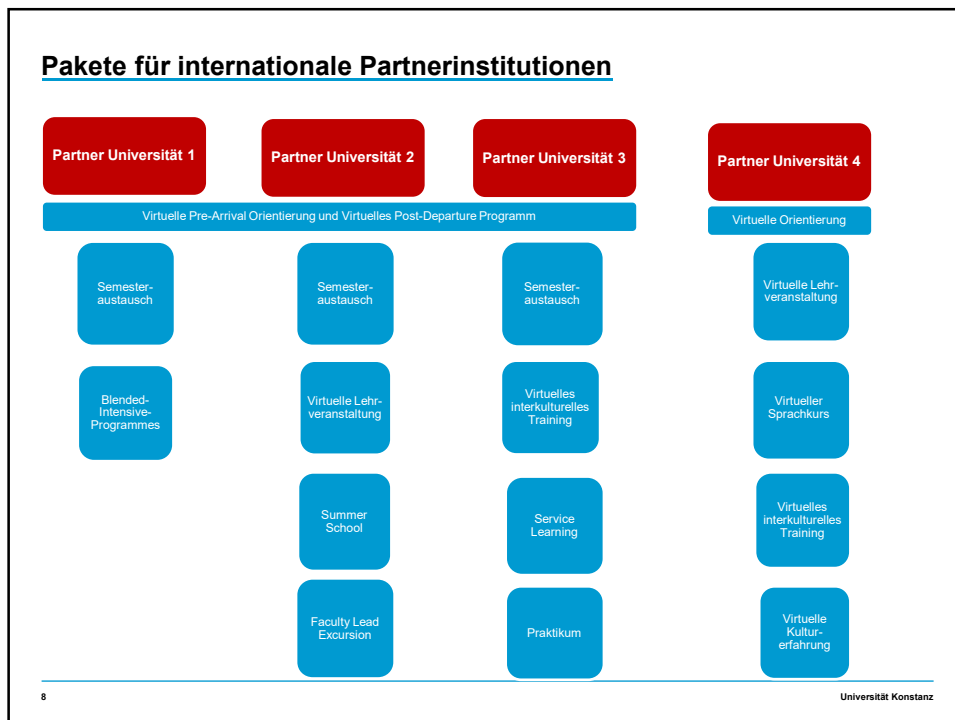 Pakete für internationale Partnerinstitutionen
Partner Universität 1
Partner Universität 2
Partner Universität 3
Partner Universität 4
Virtuelle Pre-Arrival Orientierung und Virtuelles Post-Departure Programm
Virtuelle Orientierung
Semester-
austausch
Semester-
austausch
Semester-
austausch
Virtuelle Lehr-
veranstaltung
Blended-
Intensive-
Programmes
Virtuelle Lehr-
veranstaltung
Virtuelles
interkulturelles
Training
Virtueller
Sprachkurs
Summer
School
Service
Learning
Virtuelles
interkulturelles
Training
Faculty Lead
Excursion
Praktikum
Virtuelle
Kultur-
erfahrung
8
Universität Konstanz